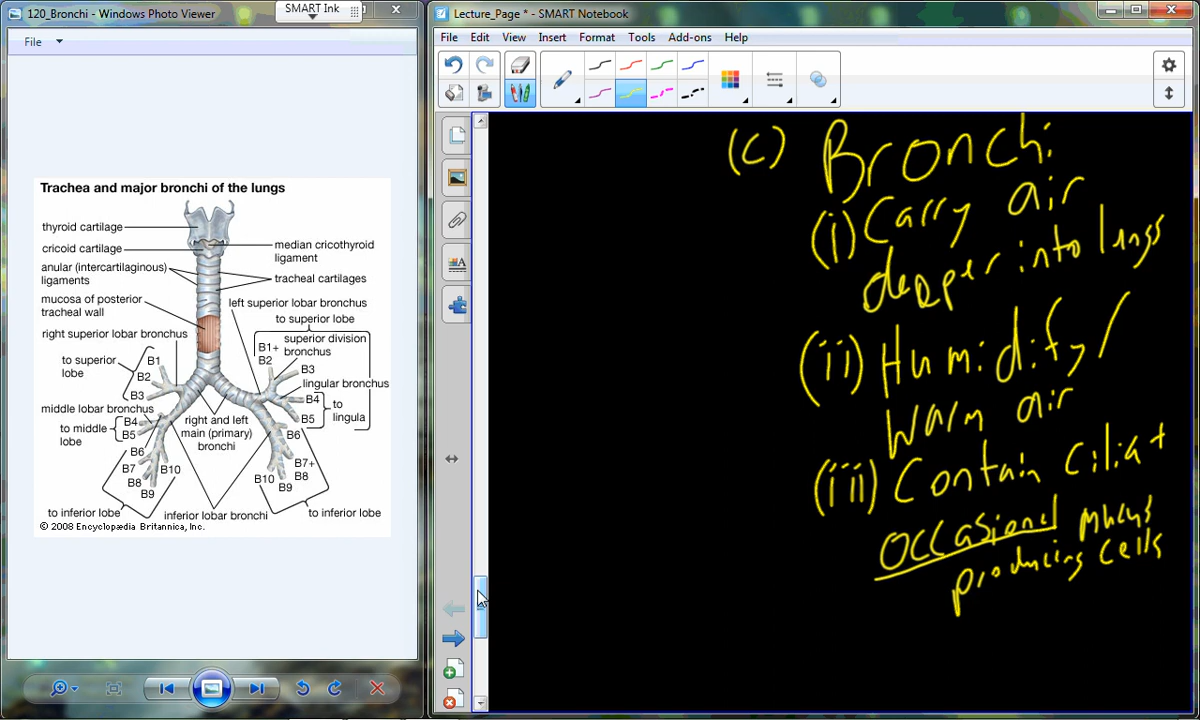 120_Bronchi - Windows Photo Viewer
SMART Ink
File
Trachea and major bronchi of the lungs
thyroid cartilage
cricoid cartilage
median cricothyroid
ligament
anular (intercartilaginous)
ligaments
tracheal cartilages
mucosa of posterior
tracheal wall
left superior lobar bronchus
to superior lobe
right superior lobar bronchus
superior division
bronchus
B1+
B2
B3
to superior
lobe
B1
B2
B3
lingular bronchus
B4
B5
to
lingula
middle lobar bronchus
to middle
lobe
B4
B5
right and left
main (primary)
bronchi
B6
B7
B8
B9
B10
B6
B7+
B8
B9
B10
to inferior lobe
inferior lobar bronchi
to inferior lobe
© 2008 Encyclopædia Britannica, Inc.
Lecture_Page * - SMART Notebook
File Edit View Insert Format Tools Add-ons Help
(c) Bronchi
(i) Carry air
deeper into lungs
(ii) Humidify/
warm air
(iii) Contain cilia +
occasional mucus
producing cells